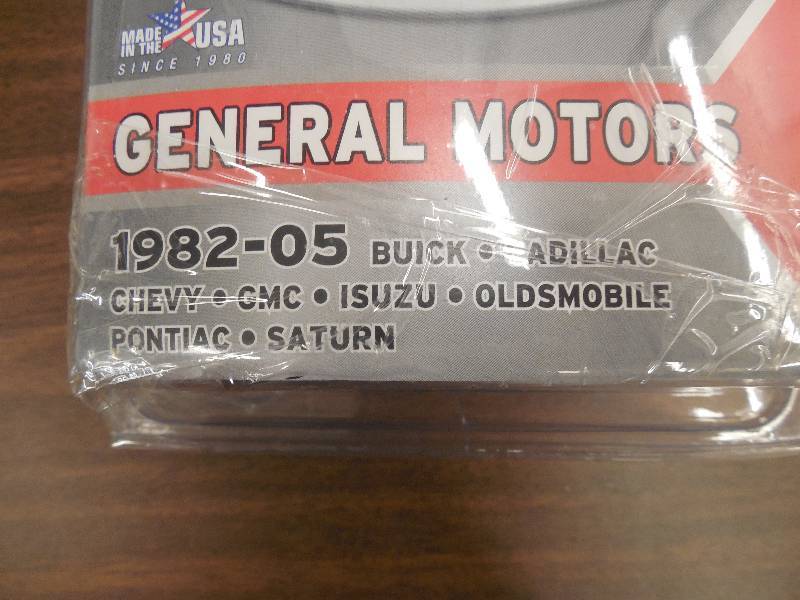 MADE IN THE USA
SINCE 1980
GENERAL MOTORS
1982-05 BUICK • CADILLAC
CHEVY • GMC • ISUZU • OLDSMOBILE
PONTIAC • SATURN